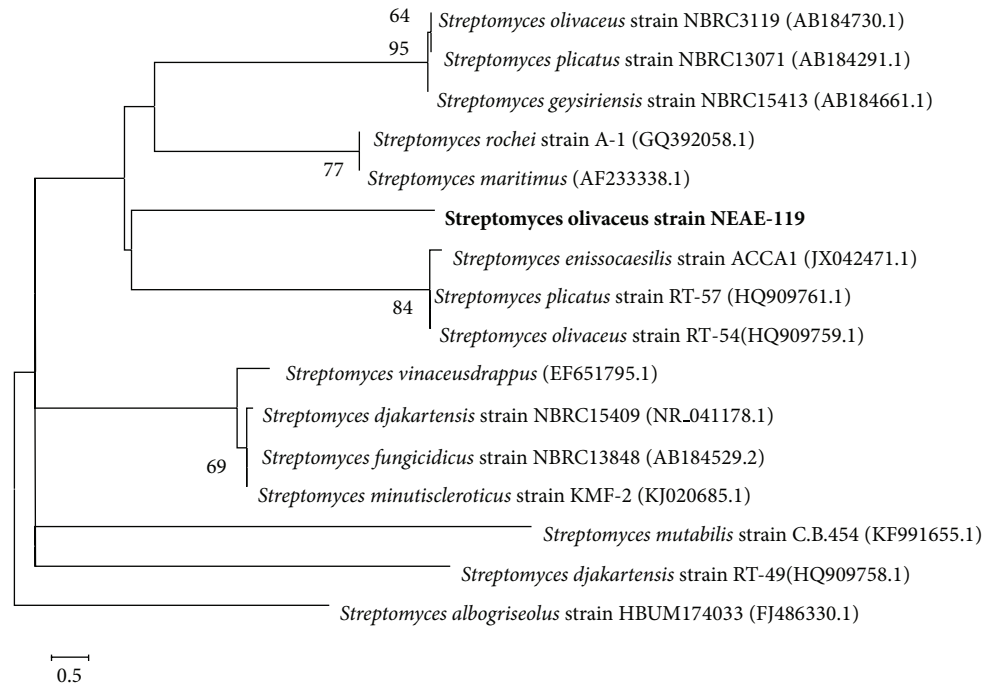 64
Streptomyces olivaceus strain NBRC3119 (AB184730.1)
95
Streptomyces plicatus strain NBRC13071 (AB184291.1)
Streptomyces geysiriensis strain NBRC15413 (AB184661.1)
Streptomyces rochei strain A-1 (GQ392058.1)
77
Streptomyces maritimus (AF233338.1)
Streptomyces olivaceus strain NEAE-119
Streptomyces enissocaesilis strain ACCA1 (JX042471.1)
Streptomyces plicatus strain RT-57 (HQ909761.1)
84
Streptomyces olivaceus strain RT-54(HQ909759.1)
Streptomyces vinaceusdrappus (EF651795.1)
Streptomyces djakartensis strain NBRC15409 (NR_041178.1)
Streptomyces fungicidicus strain NBRC13848 (AB184529.2)
69
Streptomyces minutiscleroticus strain KMF-2 (KJ020685.1)
Streptomyces mutabilis strain C.B.454 (KF991655.1)
Streptomyces djakartensis strain RT-49(HQ909758.1)
Streptomyces albogriseolus strain HBUM174033 (FJ486330.1)
0.5